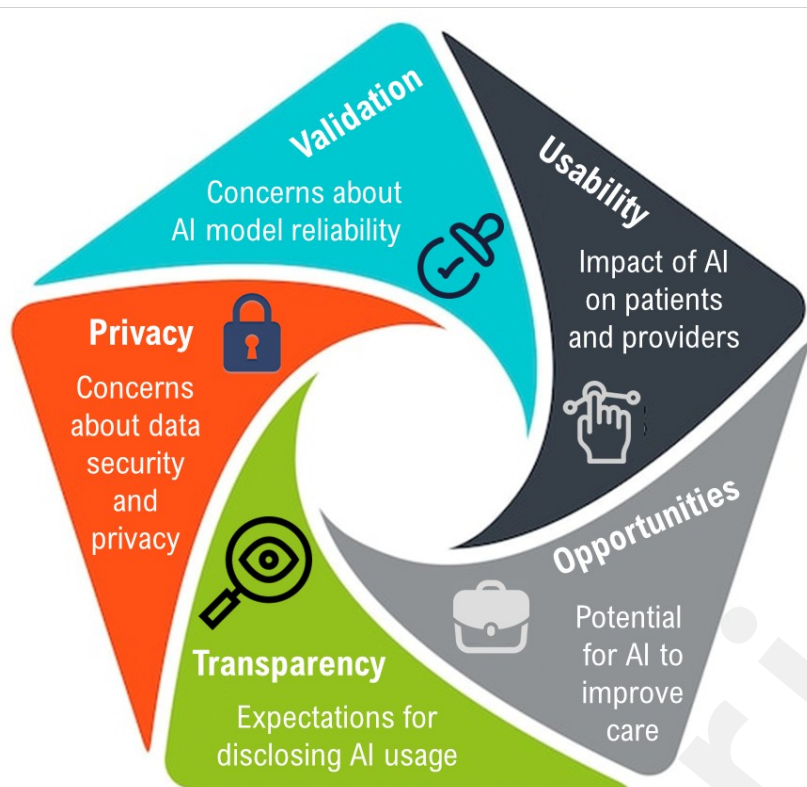 Validation
Concerns about
AI model reliability
Usability
Impact of AI
on patients
and providers
Opportunities
Potential
for AI to
improve
care
Transparency
Expectations for
disclosing AI usage
Privacy
Concerns
about data
security
and
privacy